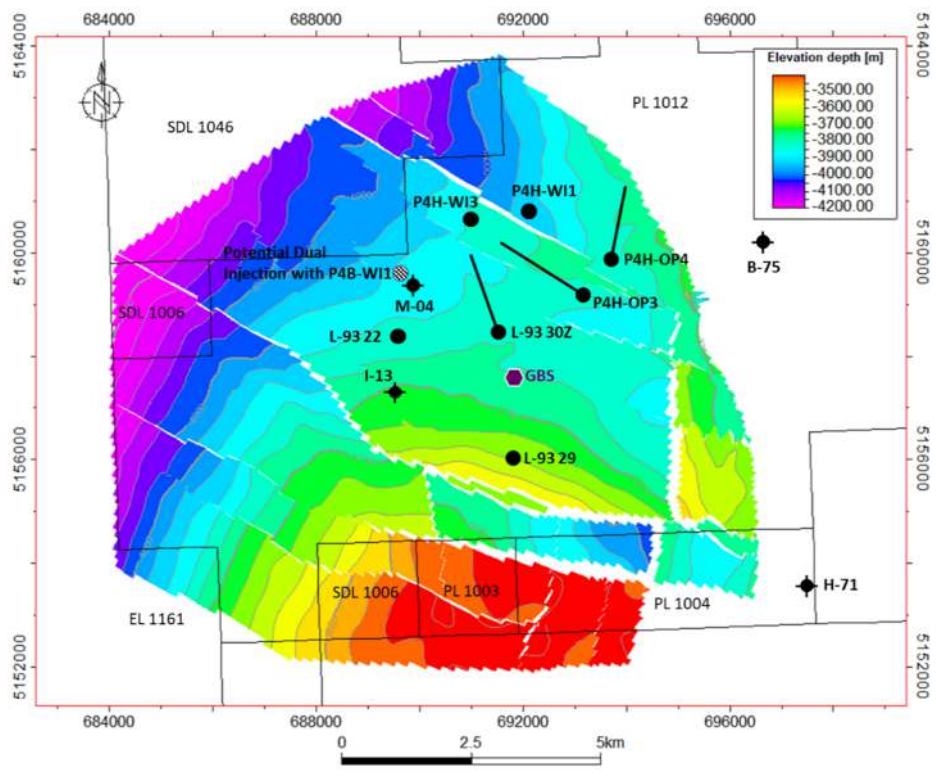 684000 688000 692000 696000
5164000 5164000
Elevation depth [m]
-3500.00
-3600.00
-3700.00
-3800.00
-3900.00
-4000.00
-4100.00
-4200.00
N
PL 1012
SDL 1046
P4H-WI3
P4H-WI1
5160000 5160000
Potential Dual
Injection with P4B-WI1
P4H-OP4
B-75
M-04
P4H-OP3
SDL 1006
L-93 22
L-93 30Z
I-13
GBS
5156000 5156000
L-93 29
SDL 1006
PL 1003
PL 1004
H-71
EL 1161
5152000 5152000
684000 688000 692000 696000
0 2.5 5km